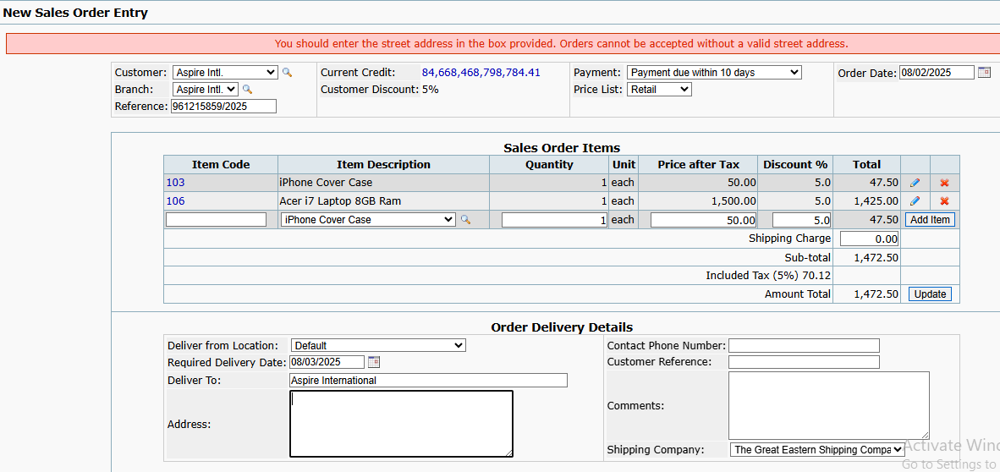 New Sales Order Entry
You should enter the street address in the box provided. Orders cannot be accepted without a valid street address.
Customer: Aspire Intl. Current Credit: 84,668,468,798,784.41 Payment: Payment due within 10 days Order Date: 08/02/2025
Branch: Aspire Intl. Customer Discount: 5% Price List: Retail
Reference: 961215859/2025
Sales Order Items
Item Code Item Description Quantity Unit Price after Tax Discount % Total
103 iPhone Cover Case 1 each 50.00 5.0 47.50
106 Acer i7 Laptop 8GB Ram 1 each 1,500.00 5.0 1,425.00
iPhone Cover Case 1 each 50.00 5.0 47.50 Add Item
Shipping Charge 0.00
Sub-total 1,472.50
Included Tax (5%) 70.12
Amount Total 1,472.50 Update
Order Delivery Details
Deliver from Location: Default Contact Phone Number:
Required Delivery Date: 08/03/2025 Customer Reference:
Deliver To: Aspire International
Address: Comments:
Shipping Company: The Great Eastern Shipping Compa
Activate Winc
Go to Settings to